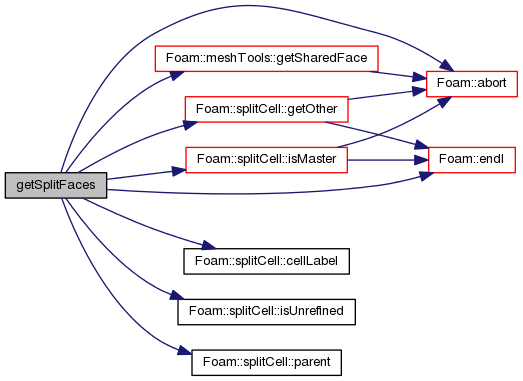 Foam::meshTools::getSharedFace
Foam::abort
Foam::splitCell::getOther
Foam::splitCell::isMaster
Foam::endl
getSplitFaces
Foam::splitCell::cellLabel
Foam::splitCell::isUnrefined
Foam::splitCell::parent